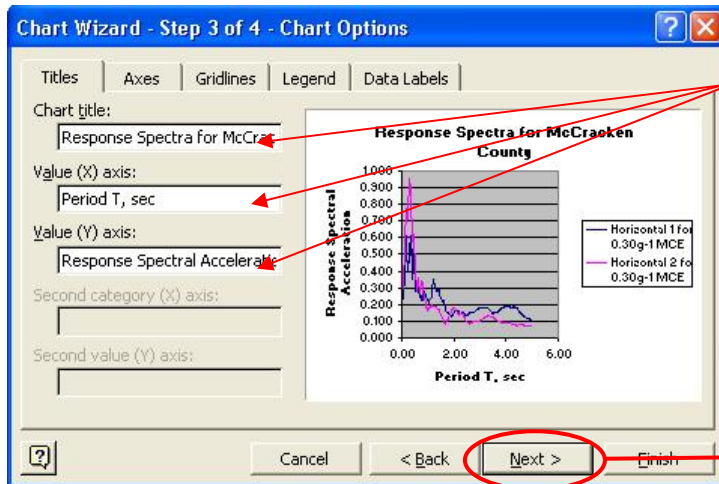 Chart Wizard - Step 3 of 4 - Chart Options
Titles Axes Gridlines Legend Data Labels
Chart title:
Response Spectra for McCrac
Value (X) axis:
Period T, sec
Value (Y) axis:
Response Spectral Acceleratio
Second category (X) axis:
Second value (Y) axis:
Response Spectra for McCracken
County
Response Spectral
Acceleration
1.000
0.900
0.800
0.700
0.600
0.500
0.400
0.300
0.200
0.100
0.000
0.00 2.00 4.00 6.00
Period T, sec
Horizontal 1 for
0.30g-1 MCE
Horizontal 2 fo
0.30g-1 MCE
Cancel < Back Next > Finish